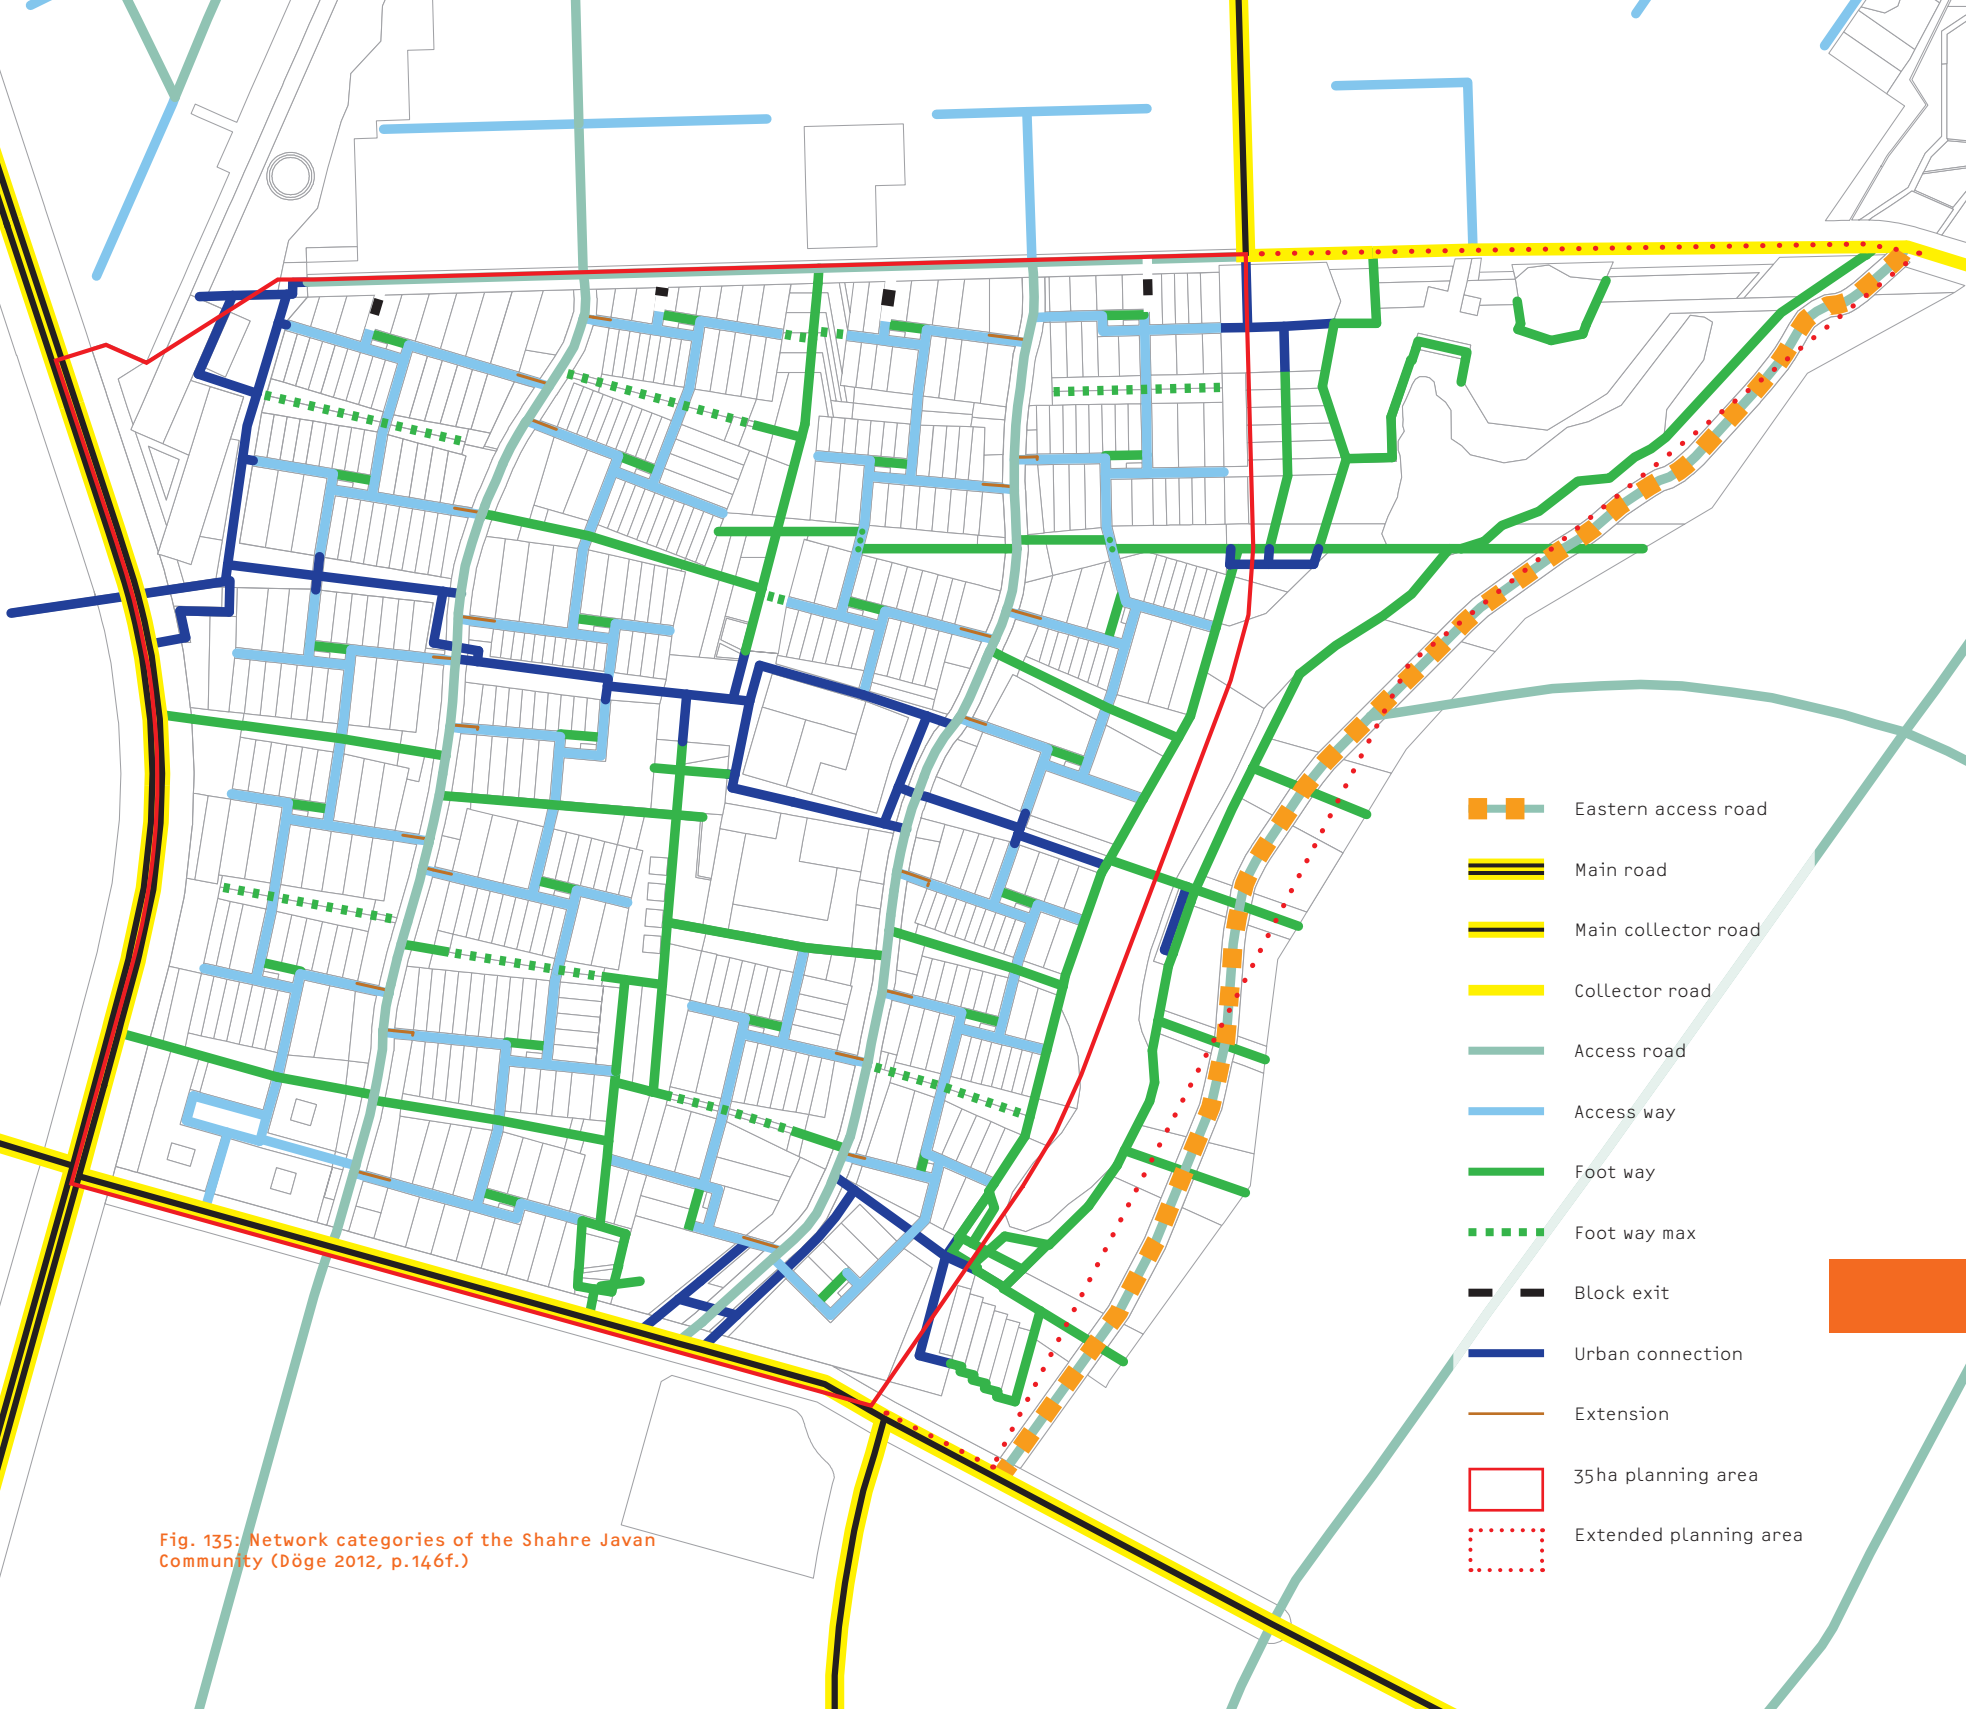 Eastern access road
Main road
Main collector road
Collector road
Access road
Access way
Foot way
Foot way max
Block exit
Urban connection
Extension
35ha planning area
Extended planning area
Fig. 135: Network categories of the Shahre Javan
Community (Döge 2012, p.146f.)